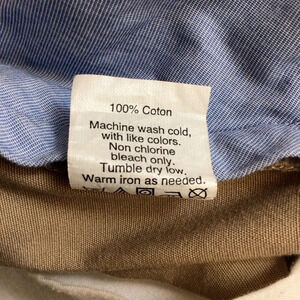 100% Coton
Machine wash cold,
with like colors.
Non chlorine
bleach only.
Tumble dry low.
Warm iron as needed.